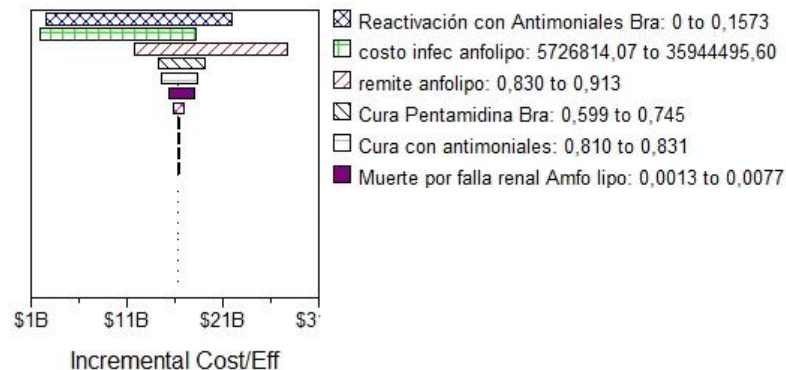 Reactivación con Antimoniales Bra: 0 to 0,1573
costo infec anfolipo: 5726814,07 to 35944495,60
remite anfolipo: 0,830 to 0,913
Cura Pentamidina Bra: 0,599 to 0,745
Cura con antimoniales: 0,810 to 0,831
Muerte por falla renal Amfo lipo: 0,0013 to 0,0077
$1B $11B $21B $31
Incremental Cost/Eff